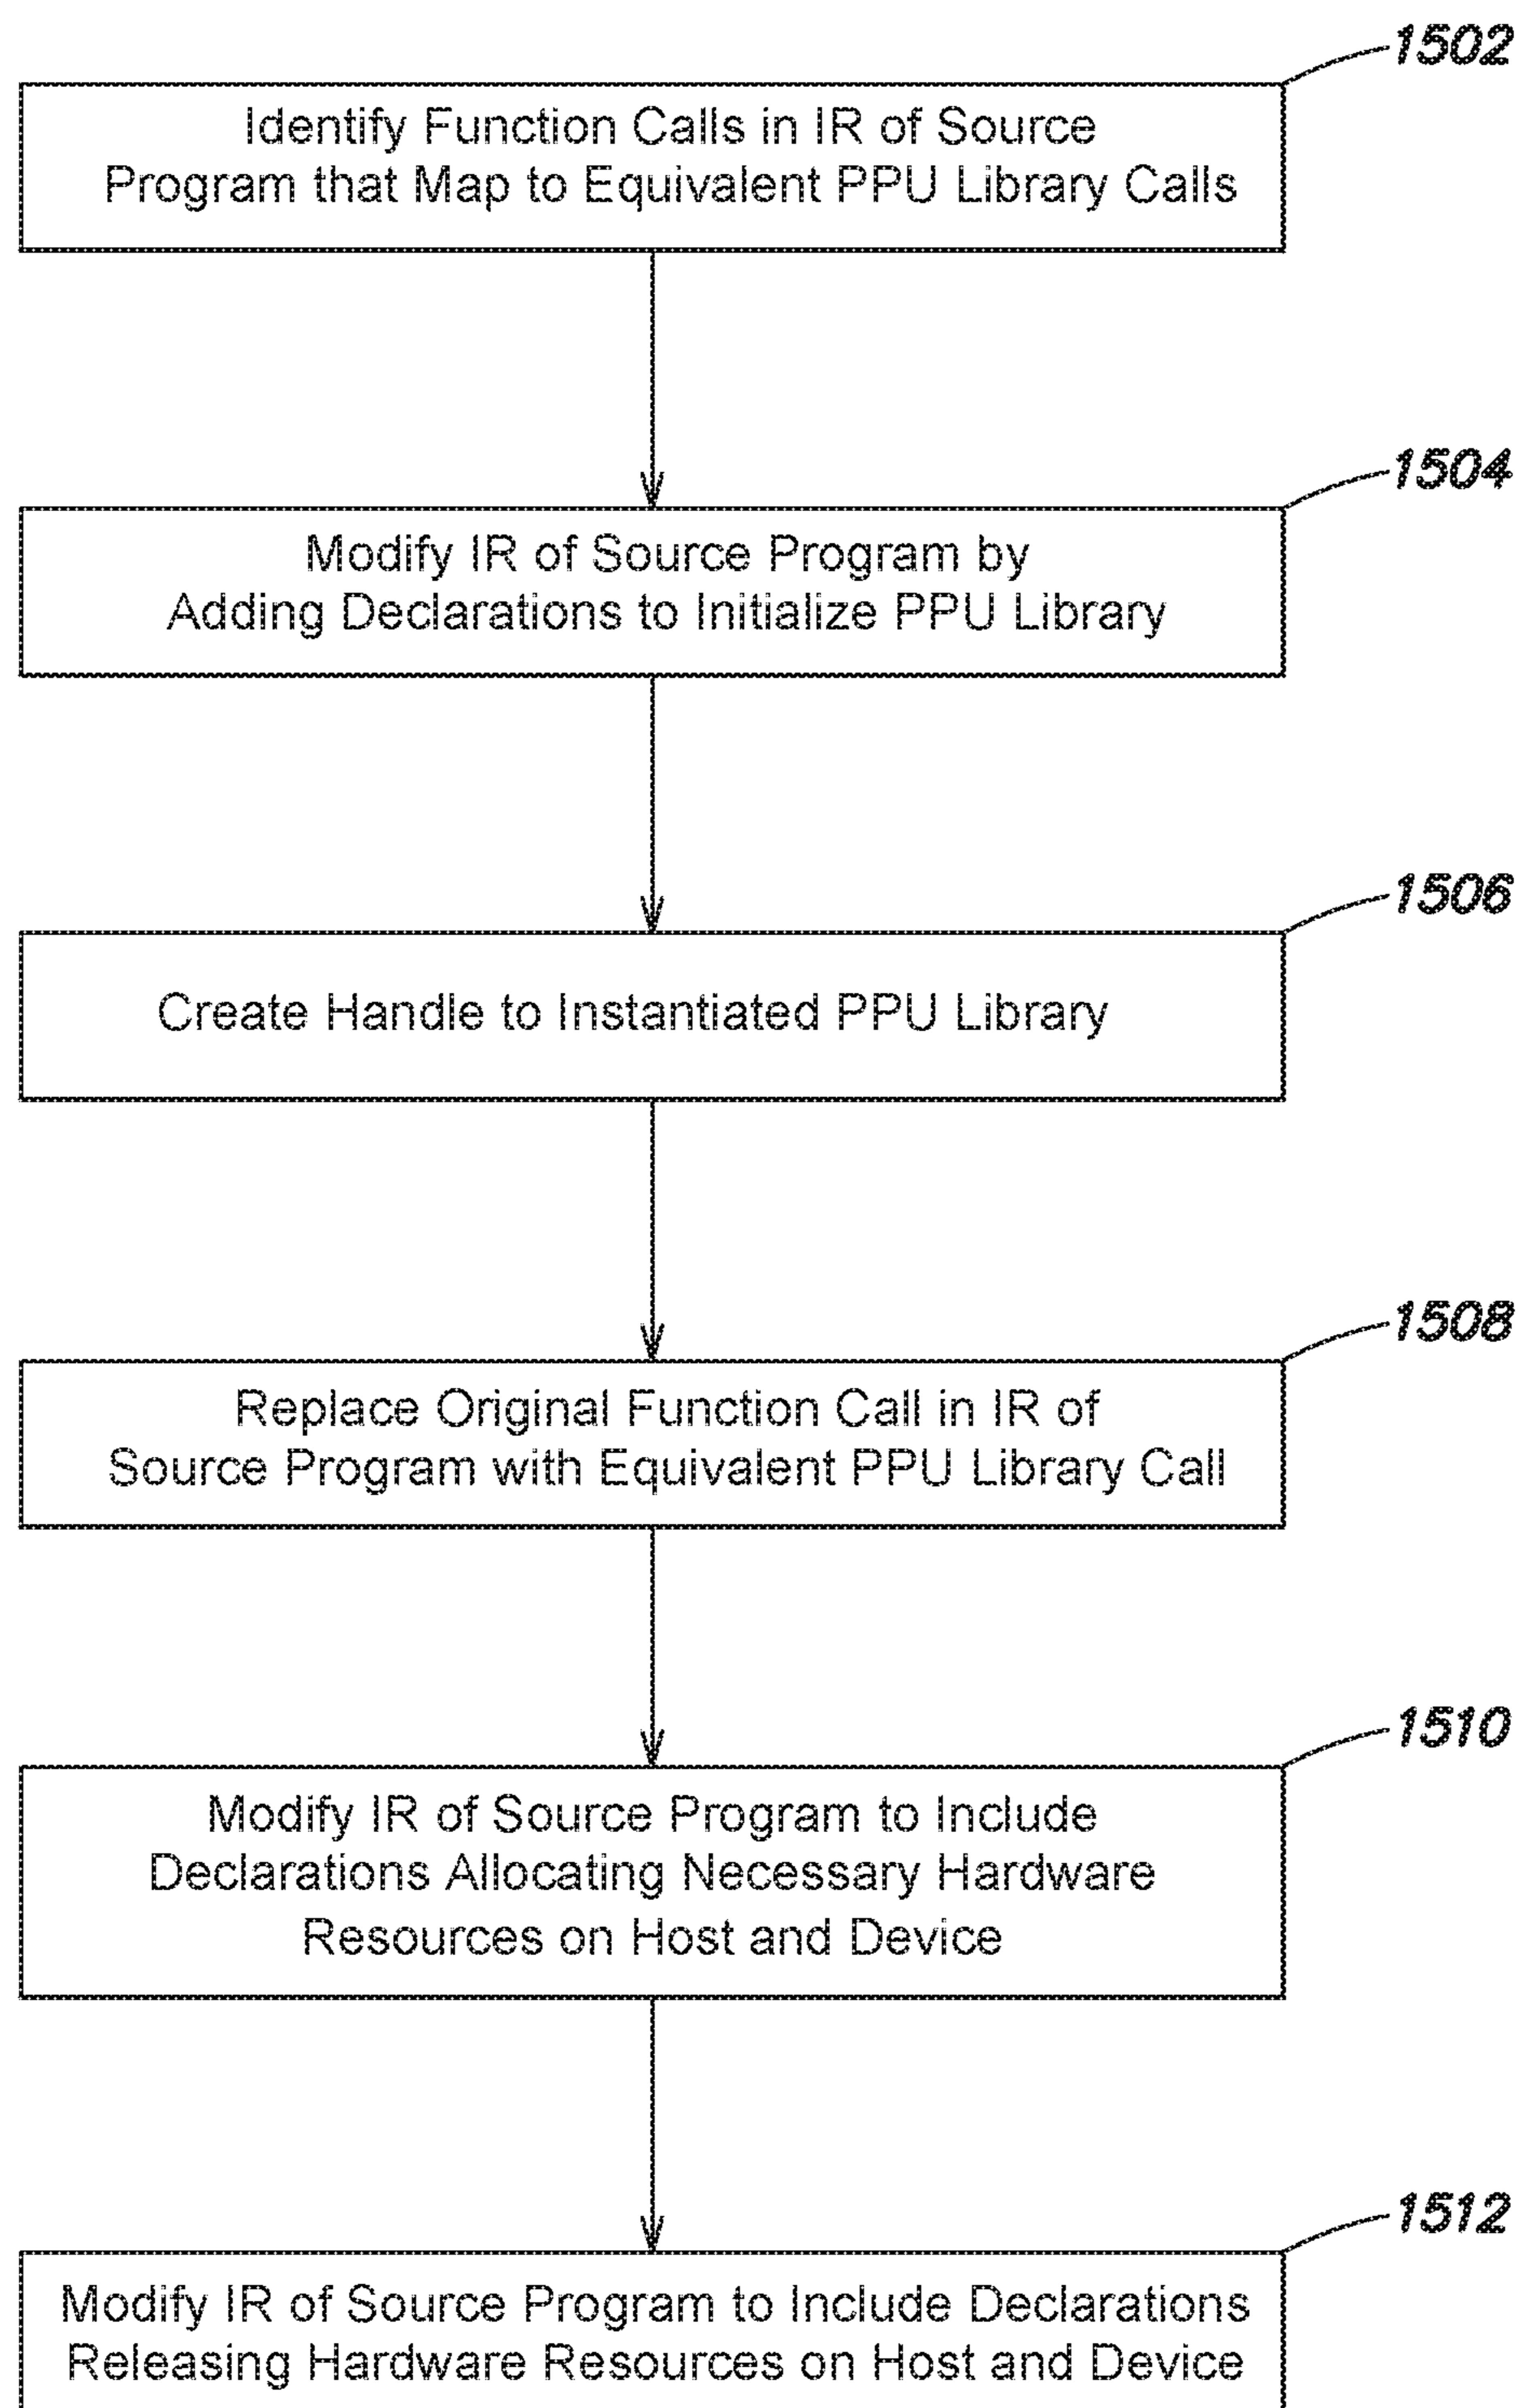 1502
Identify Function Calls in IR of Source
Program that Map to Equivalent PPU Library Calls
1504
Modify IR of Source Program by
Adding Declarations to Initialize PPU Library
1506
Create Handle to Instantiated PPU Library
1508
Replace Original Function Call in IR of
Source Program with Equivalent PPU Library Call
1510
Modify IR of Source Program to Include
Declarations Allocating Necessary Hardware
Resources on Host and Device
1512
Modify IR of Source Program to Include Declarations
Releasing Hardware Resources on Host and Device